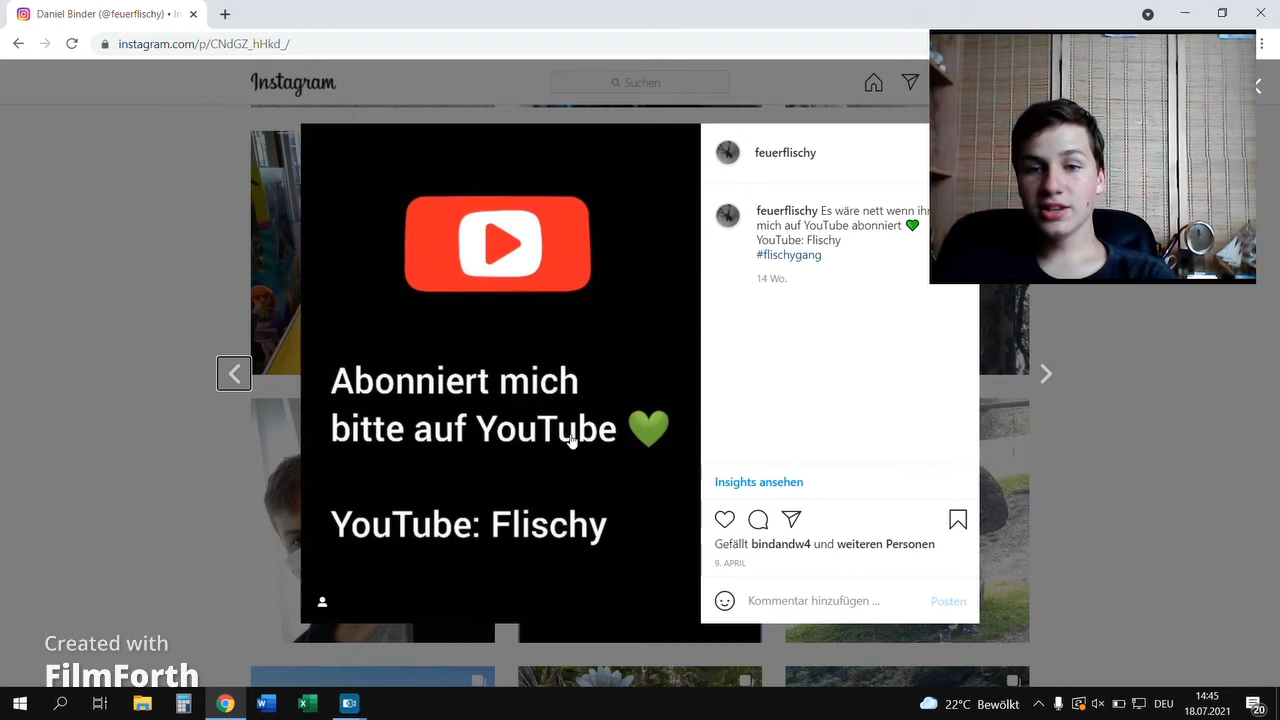 Daniel Binder (@feuerflischy) • In
instagram.com/p/CNdGZ_hHkd_/
Instagram
Suchen
feuerflischy
feuerflischy Es wäre nett wenn ihr
mich auf YouTube abonniert 💚
YouTube: Flischy
#flischygang
14 Wo.
Abonniert mich
bitte auf YouTube 💚
YouTube: Flischy
Insights ansehen
Gefällt bindandw4 und weiteren Personen
9. APRIL
Kommentar hinzufügen ...
Posten
Created with
FilmForth
22°C Bewölkt
DEU
14:45
18.07.2021
20